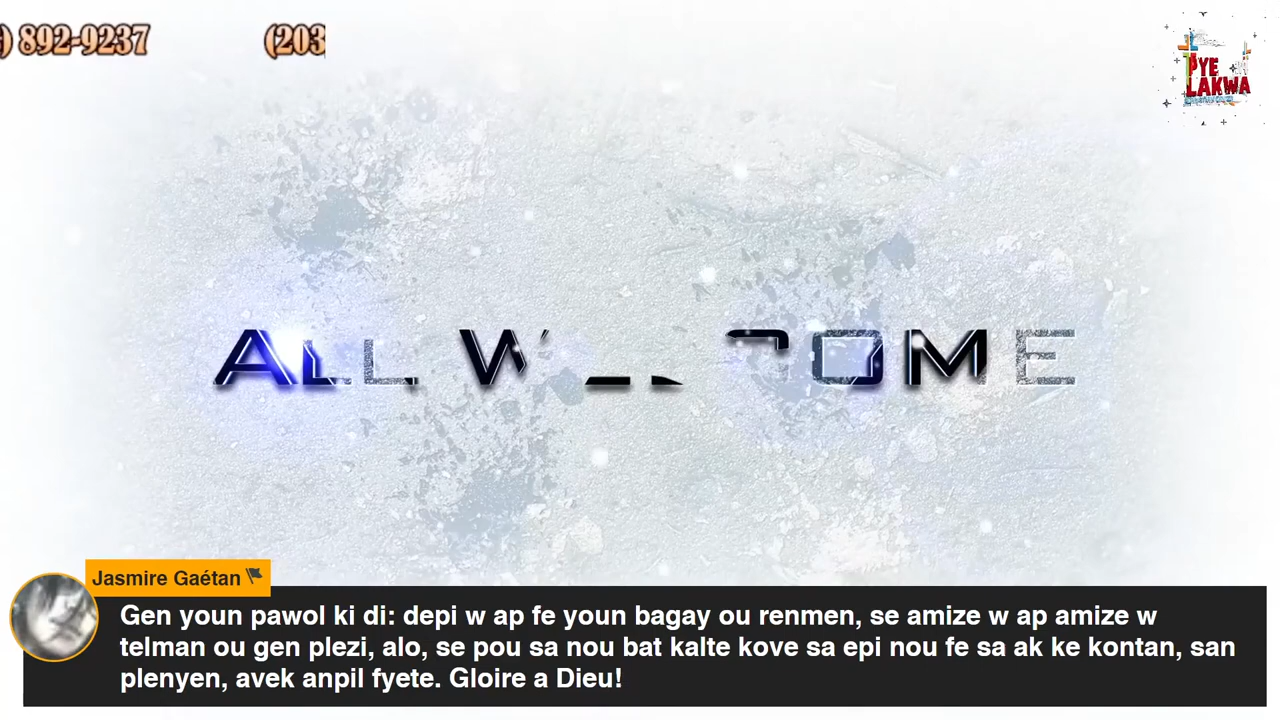 ) 892-9237 (203
PYE
LAKWA
ALL WELCOME
Jasmire Gaétan
Gen youn pawol ki di: depi w ap fe youn bagay ou renmen, se amize w ap amize w
telman ou gen plezi, alo, se pou sa nou bat kalte kove sa epi nou fe sa ak ke kontan, san
plenyen, avek anpil fyete. Gloire a Dieu!